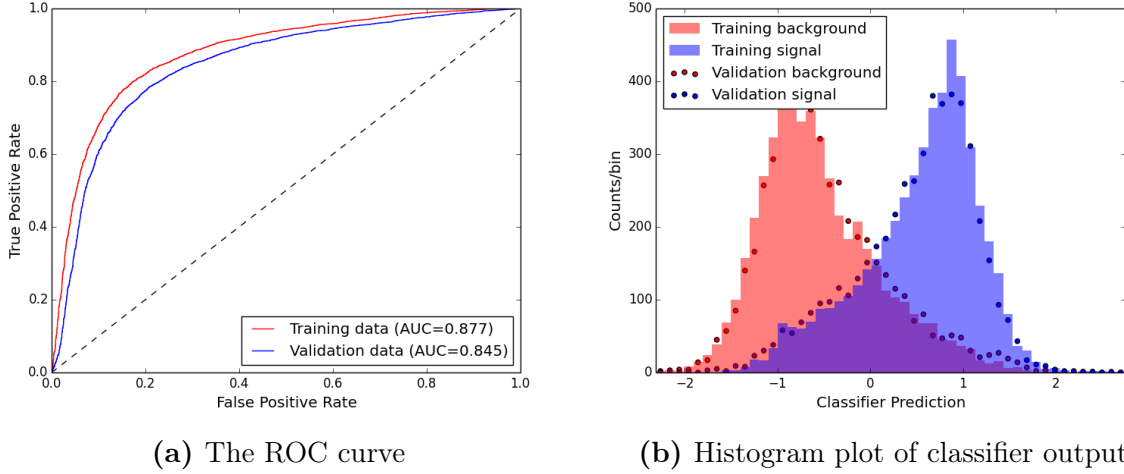 1.0
0.8
0.6
0.4
0.2
0.0
True Positive Rate
Training data (AUC=0.877)
Validation data (AUC=0.845)
0.0 0.2 0.4 0.6 0.8 1.0
False Positive Rate
(a) The ROC curve
500
400
300
200
100
0
Counts/bin
Training background
Training signal
Validation background
Validation signal
−2 −1 0 1 2
Classifier Prediction
(b) Histogram plot of classifier output